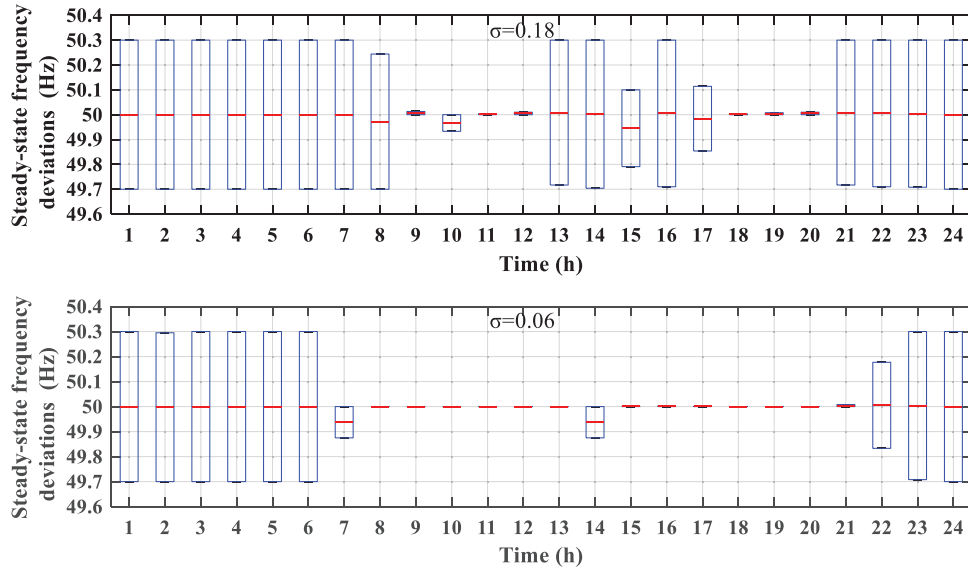 Steady-state frequency
deviations (Hz)
50.4
50.3
50.2
50.1
50
49.9
49.8
49.7
49.6
σ=0.18
1 2 3 4 5 6 7 8 9 10 11 12 13 14 15 16 17 18 19 20 21 22 23 24
Time (h)
Steady-state frequency
deviations (Hz)
50.4
50.3
50.2
50.1
50
49.9
49.8
49.7
49.6
σ=0.06
1 2 3 4 5 6 7 8 9 10 11 12 13 14 15 16 17 18 19 20 21 22 23 24
Time (h)